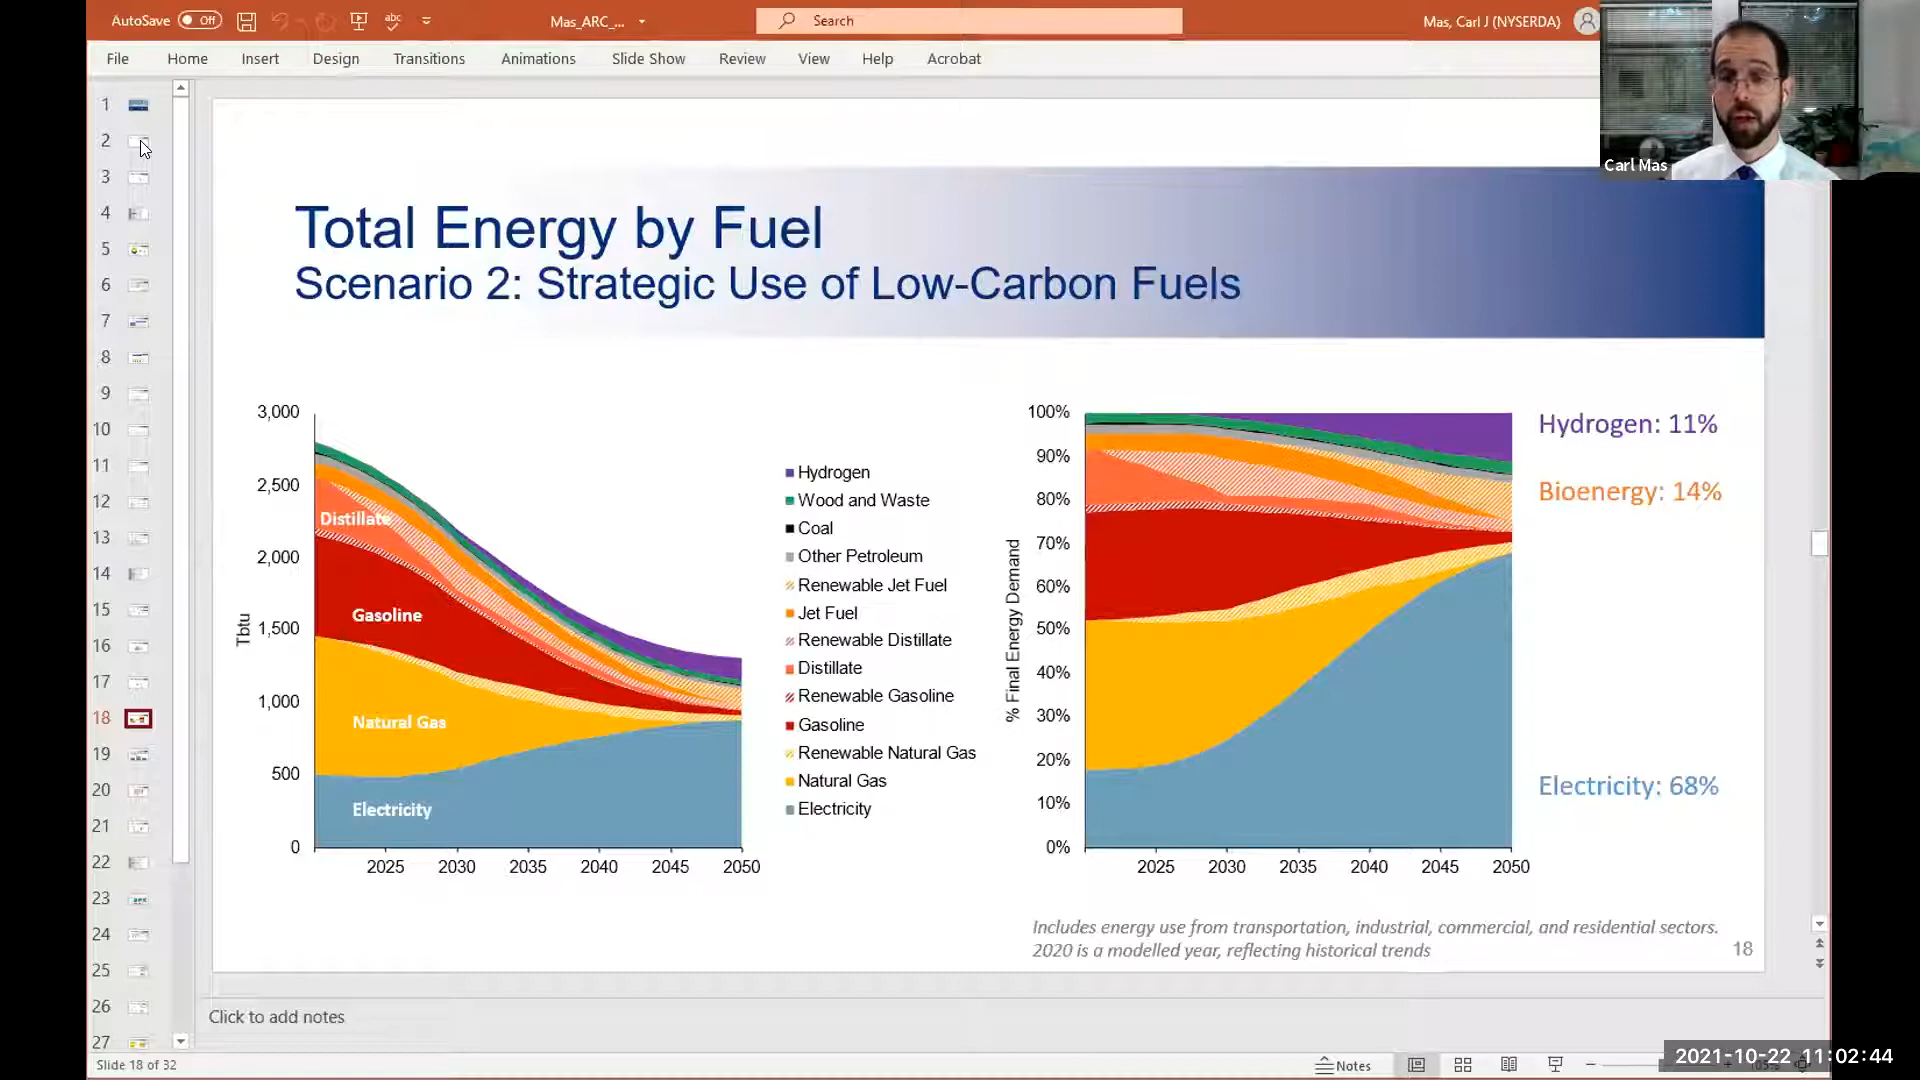 AutoSave Off
Mas_ARC_...
Search
Mas, Carl J (NYSERDA)
File Home Insert Design Transitions Animations Slide Show Review View Help Acrobat
Carl Mas
1
2
3
4
5
6
7
8
9
10
11
12
13
14
15
16
17
18
19
20
21
22
23
24
25
26
27
Total Energy by Fuel
Scenario 2: Strategic Use of Low-Carbon Fuels
Tbtu
3,000
2,500
2,000
1,500
1,000
500
0
Distillate
Gasoline
Natural Gas
Electricity
2025 2030 2035 2040 2045 2050
Hydrogen
Wood and Waste
Coal
Other Petroleum
Renewable Jet Fuel
Jet Fuel
Renewable Distillate
Distillate
Renewable Gasoline
Gasoline
Renewable Natural Gas
Natural Gas
Electricity
% Final Energy Demand
100%
90%
80%
70%
60%
50%
40%
30%
20%
10%
0%
2025 2030 2035 2040 2045 2050
Hydrogen: 11%
Bioenergy: 14%
Electricity: 68%
Includes energy use from transportation, industrial, commercial, and residential sectors.
2020 is a modelled year, reflecting historical trends
18
Click to add notes
Slide 18 of 32
Notes
2021-10-22 11:02:44